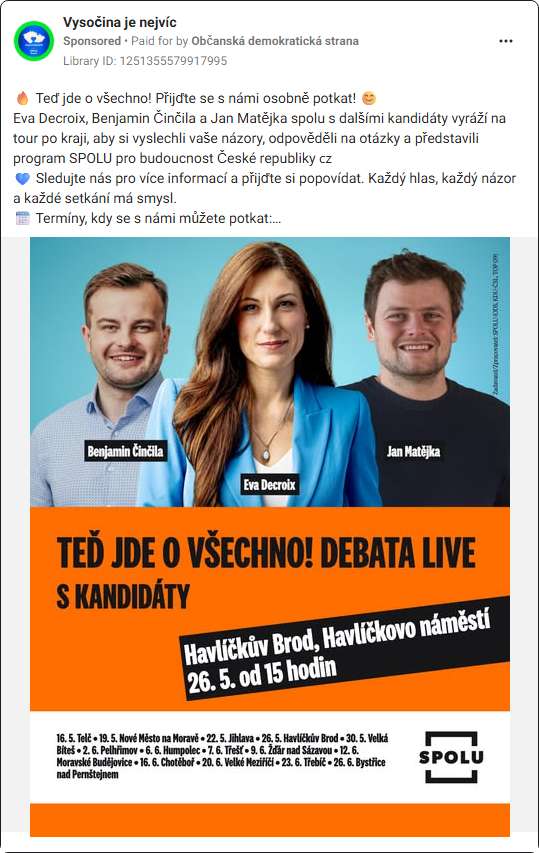 Vysočina je nejvíc
Sponsored • Paid for by Občanská demokratická strana
Library ID: 1251355579917995
🔥 Teď jde o všechno! Přijďte se s námi osobně potkat! 😊
Eva Decroix, Benjamin Činčila a Jan Matějka spolu s dalšími kandidáty vyráží na
tour po kraji, aby si vyslechli vaše názory, odpověděli na otázky a představili
program SPOLU pro budoucnost České republiky cz
💙 Sledujte nás pro více informací a přijďte si popovídat. Každý hlas, každý názor
a každé setkání má smysl.
🗓️ Termíny, kdy se s námi můžete potkat:...
Zadavatel/Zpracovatel: SPOLU (ODS, KDU-ČSL, TOP 09)
Benjamin Činčila
Eva Decroix
Jan Matějka
TEĎ JDE O VŠECHNO! DEBATA LIVE
S KANDIDÁTY
Havlíčkův Brod, Havlíčkovo náměstí
26. 5. od 15 hodin
16. 5. Telč • 19. 5. Nové Město na Moravě • 22. 5. Jihlava • 26. 5. Havlíčkův Brod • 30. 5. Velká
Bíteš • 2. 6. Pelhřimov • 6. 6. Humpolec • 7. 6. Třešť • 9. 6. Žďár nad Sázavou • 12. 6.
Moravské Budějovice • 16. 6. Chotěboř • 20. 6. Velké Meziříčí • 23. 6. Třebíč • 26. 6. Bystřice
nad Pernštejnem
SPOLU